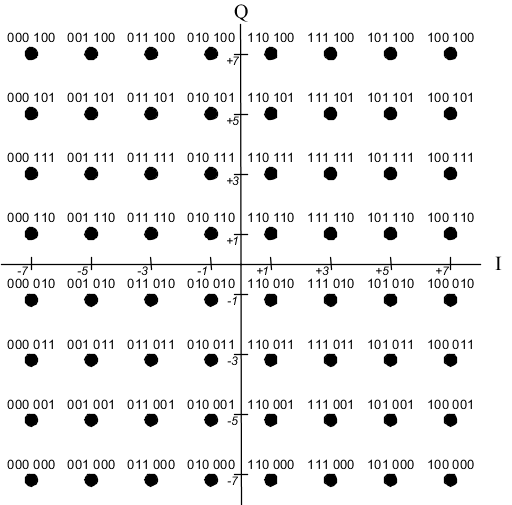 Q
000 100 001 100 011 100 010 100 110 100 111 100 101 100 100 100
+7
000 101 001 101 011 101 010 101 110 101 111 101 101 101 100 101
+5
000 111 001 111 011 111 010 111 110 111 111 111 101 111 100 111
+3
000 110 001 110 011 110 010 110 110 110 111 110 101 110 100 110
+1
I
-7 -5 -3 -1 +1 +3 +5 +7
000 010 001 010 011 010 010 010 110 010 111 010 101 010 100 010
-1
000 011 001 011 011 011 010 011 110 011 111 011 101 011 100 011
-3
000 001 001 001 011 001 010 001 110 001 111 001 101 001 100 001
-5
000 000 001 000 011 000 010 000 110 000 111 000 101 000 100 000
-7